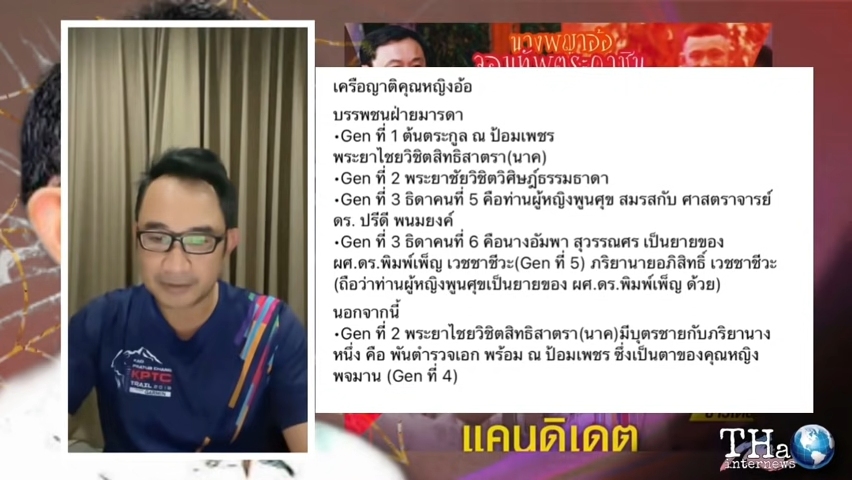 นางพญาอ้อ
เครือญาติคุณหญิงอ้อ
บรรพชนฝ่ายมารดา
•Gen ที่ 1 ต้นตระกูล ณ ป้อมเพชร
พระยาไชยวิชิตสิทธิสาตรา(นาค)
•Gen ที่ 2 พระยาชัยวิชิตวิศิษฎ์ธรรมธาดา
•Gen ที่ 3 ธิดาคนที่ 5 คือท่านผู้หญิงพูนศุข สมรสกับ ศาสตราจารย์
ดร. ปรีดี พนมยงค์
•Gen ที่ 3 ธิดาคนที่ 6 คือนางอัมพา สุวรรณศร เป็นยายของ
ผศ.ดร.พิมพ์เพ็ญ เวชชาชีวะ(Gen ที่ 5) ภริยานายอภิสิทธิ์ เวชชาชีวะ
(ถือว่าท่านผู้หญิงพูนศุขเป็นยายของ ผศ.ดร.พิมพ์เพ็ญ ด้วย)
นอกจากนี้
•Gen ที่ 2 พระยาไชยวิชิตสิทธิสาตรา(นาค)มีบุตรชายกับภริยานาง
หนึ่ง คือ พันตำรวจเอก พร้อม ณ ป้อมเพชร ซึ่งเป็นตาของคุณหญิง
พจมาน (Gen ที่ 4)
KPTC
TRAIL 2019
GARMIN
แคนดิเดต
THa
internews